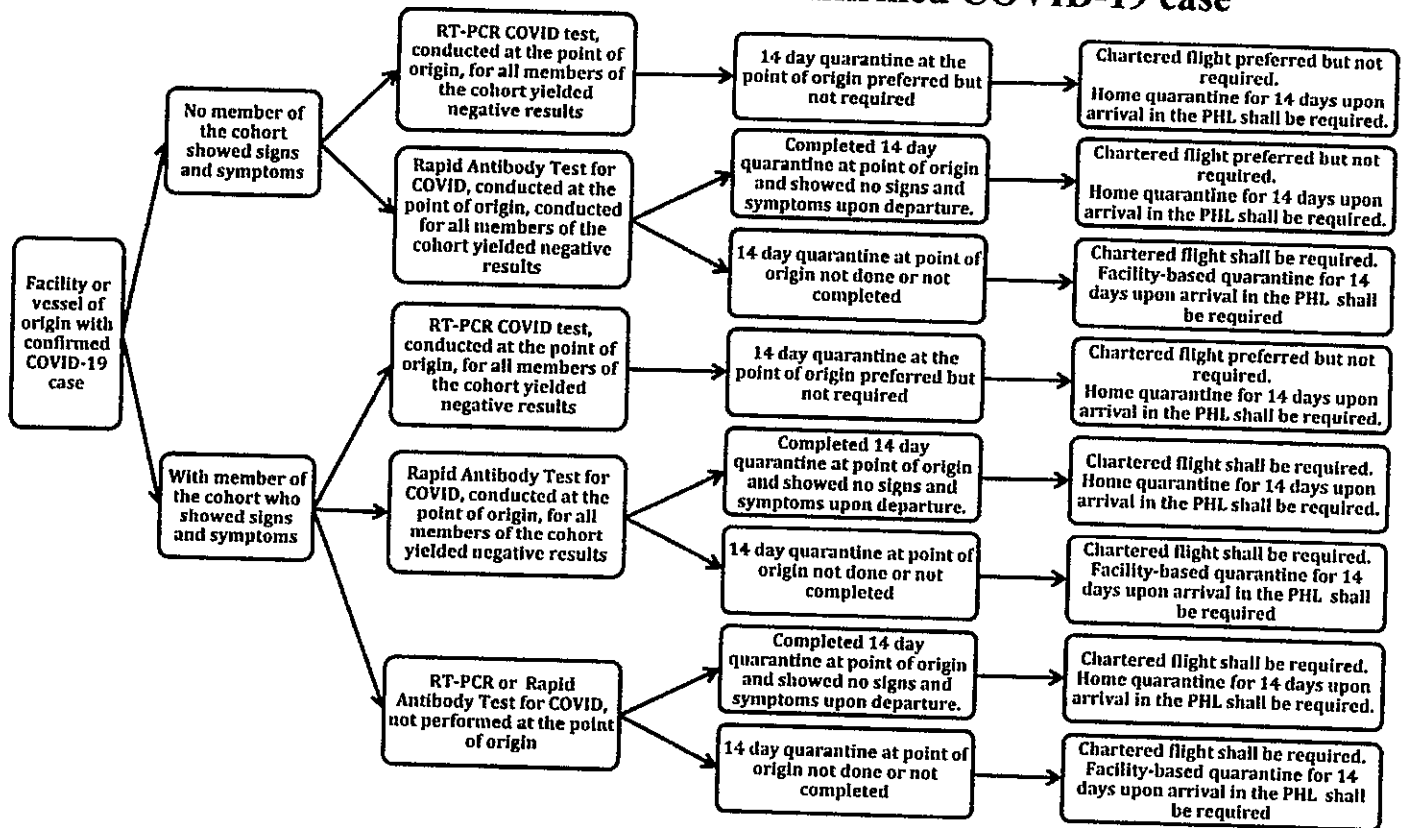 COVID-19 case
Facility or
vessel of
origin with
confirmed
COVID-19
case
No member of
the cohort
showed signs
and symptoms
RT-PCR COVID test,
conducted at the point of
origin, for all members of
the cohort yielded
negative results
14 day quarantine at the
point of origin preferred but
not required
Chartered flight preferred but not
required.
Home quarantine for 14 days upon
arrival in the PHL shall be required.
Rapid Antibody Test for
COVID, conducted at the
point of origin, conducted
for all members of the
cohort yielded negative
results
Completed 14 day
quarantine at point of origin
and showed no signs and
symptoms upon departure.
Chartered flight preferred but not
required.
Home quarantine for 14 days upon
arrival in the PHL shall be required.
14 day quarantine at point of
origin not done or not
completed
Chartered flight shall be required.
Facility-based quarantine for 14
days upon arrival in the PHL shall
be required
With member of
the cohort who
showed signs
and symptoms
RT-PCR COVID test,
conducted at the point of
origin, for all members of
the cohort yielded
negative results
14 day quarantine at the
point of origin preferred but
not required
Chartered flight preferred but not
required.
Home quarantine for 14 days upon
arrival in the PHL shall be required.
Rapid Antibody Test for
COVID, conducted at the
point of origin, for all
members of the cohort
yielded negative results
Completed 14 day
quarantine at point of origin
and showed no signs and
symptoms upon departure.
Chartered flight shall be required.
Home quarantine for 14 days upon
arrival in the PHL shall be required.
14 day quarantine at point of
origin not done or not
completed
Chartered flight shall be required.
Facility-based quarantine for 14
days upon arrival in the PHL shall
be required
RT-PCR or Rapid
Antibody Test for COVID,
not performed at the point
of origin
Completed 14 day
quarantine at point of origin
and showed no signs and
symptoms upon departure.
Chartered flight shall be required.
Home quarantine for 14 days upon
arrival in the PHL shall be required.
14 day quarantine at point of
origin not done or not
completed
Chartered flight shall be required.
Facility-based quarantine for 14
days upon arrival in the PHL shall
be required